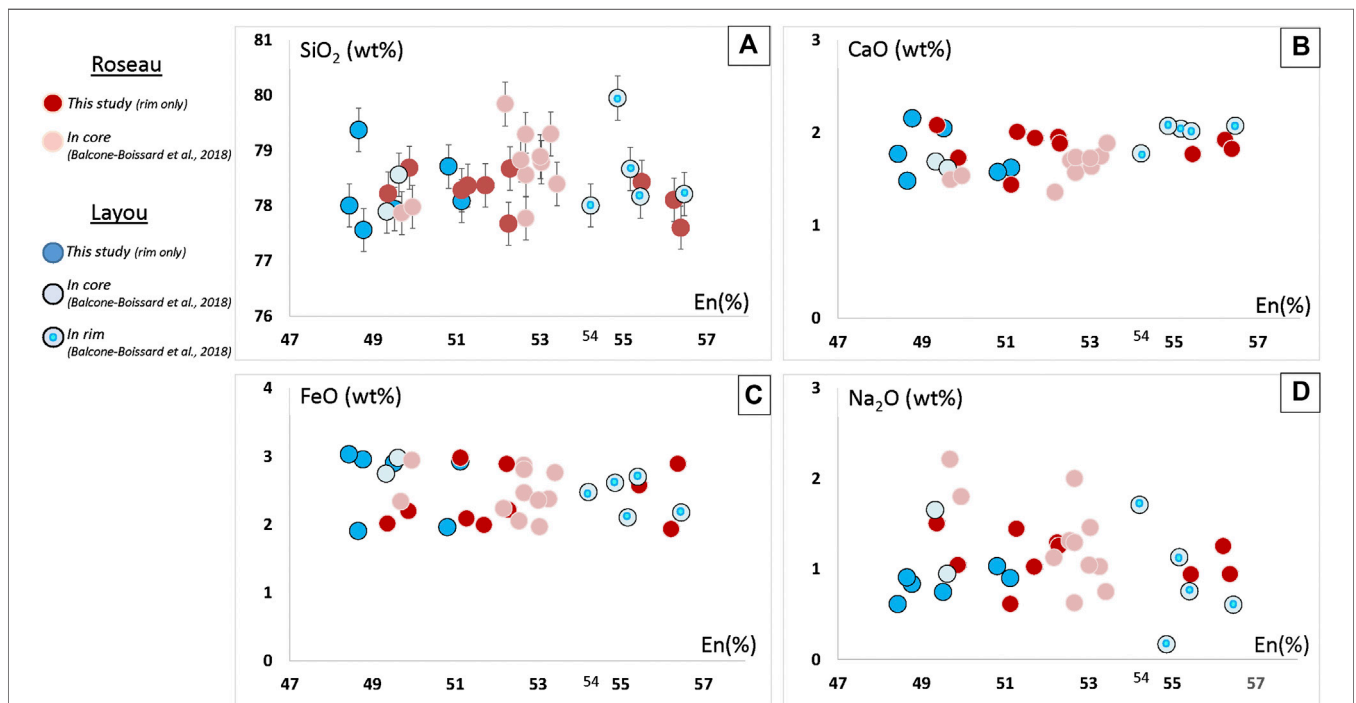 Roseau
This study (rim only)
In core
(Balcone-Boissard et al., 2018)
Layou
This study (rim only)
In core
(Balcone-Boissard et al., 2018)
In rim
(Balcone-Boissard et al., 2018)
81
SiO₂ (wt%)
A
80
79
78
77
76
En(%)
47 49 51 53 54 55 57
3
CaO (wt%)
B
2
1
0
En(%)
47 49 51 53 54 55 57
4
FeO (wt%)
C
3
2
1
0
En(%)
47 49 51 53 54 55 57
3
Na₂O (wt%)
D
2
1
0
En(%)
47 49 51 53 54 55 57